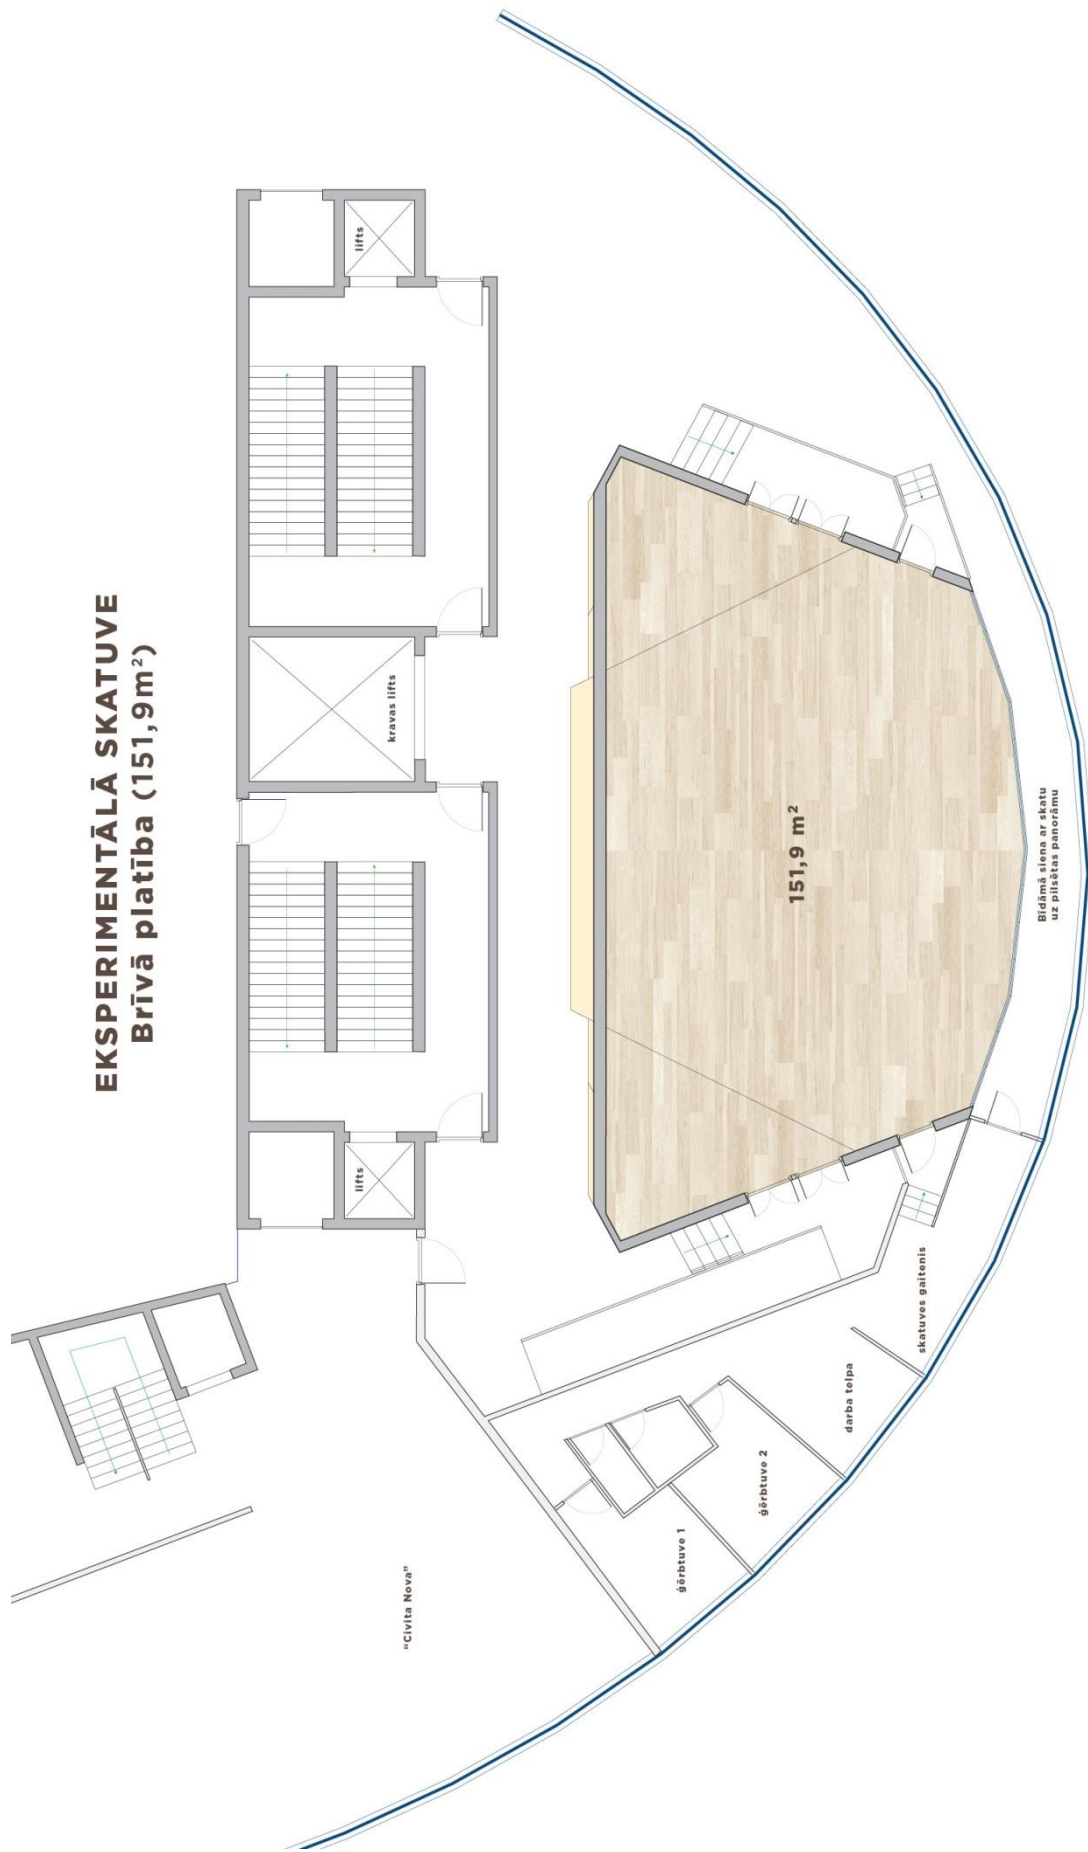 EKSPERIMENTĀLĀ SKATUVE
Brīvā platība (151,9m²)
lifts
kravas lifts
lifts
151,9 m²
Bīdāmā siena ar skatu
uz pilsētas panorāmu
skatuves gaitenis
darba telpa
ģērbtuve 2
ģērbtuve 1
"Civita Nova"